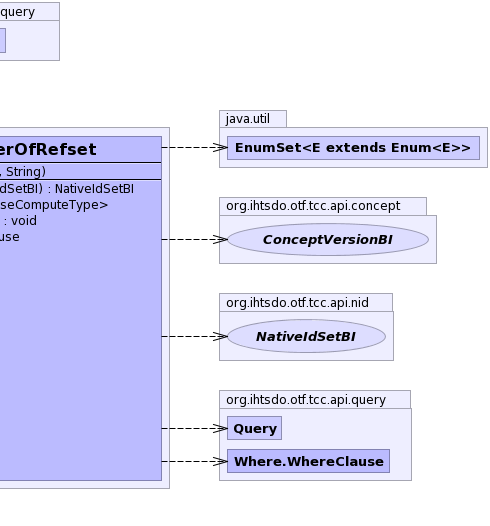 query
erOfRefset
, String)
dSetBI) : NativeIdSetBI
seComputeType>
: void
use
java.util
EnumSet<E extends Enum<E>>
org.ihtsdo.otf.tcc.api.concept
ConceptVersionBI
org.ihtsdo.otf.tcc.api.nid
NativeIdSetBI
org.ihtsdo.otf.tcc.api.query
Query
Where.WhereClause